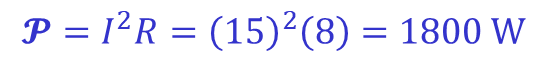 𝓟 = I²R = (15)²(8) = 1800 W